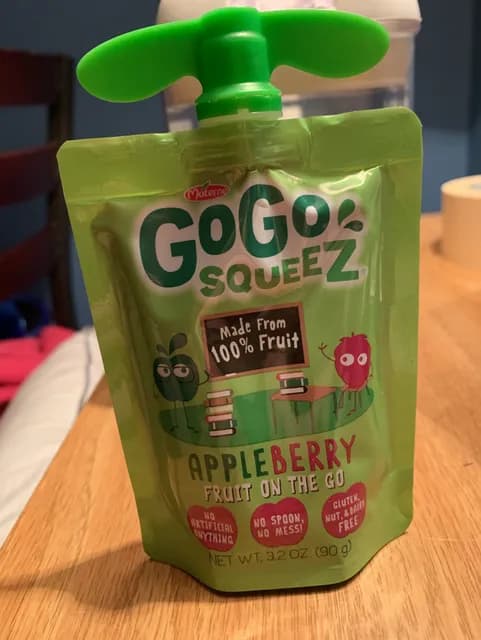 Materne
GoGo
SQUEEZ
Made From
100% Fruit
APPLEBERRY
FRUIT ON THE GO
NO
ARTIFICIAL
ANYTHING
NO SPOON,
NO MESS!
GLUTEN,
NUT, & DAIRY
FREE
NET WT. 3.2 OZ. (90 g)